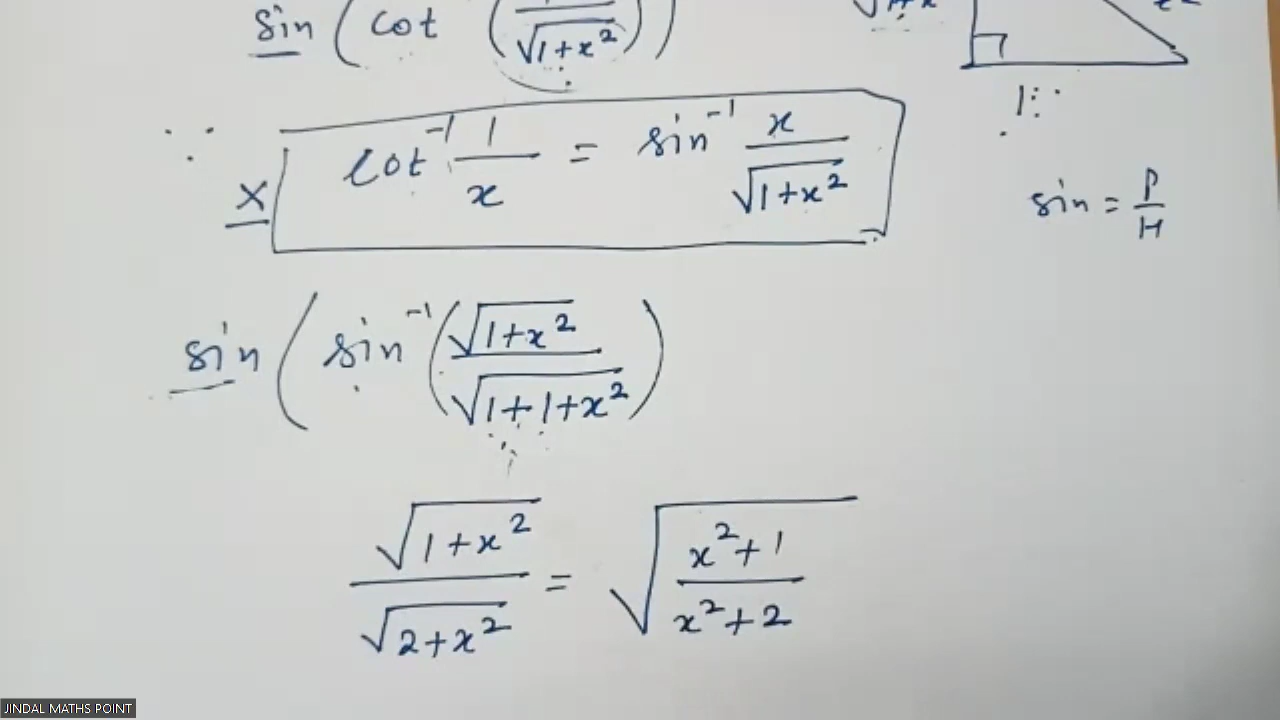 sin ( cot ( / √1+x² ) )
cot⁻¹ 1/x = sin⁻¹ x/√1+x²
x
1
sin = P/H
sin ( sin⁻¹ ( √1+x² / √1+1+x² )
√1+x² / √2+x² = √ x²+1 / x²+2
JINDAL MATHS POINT